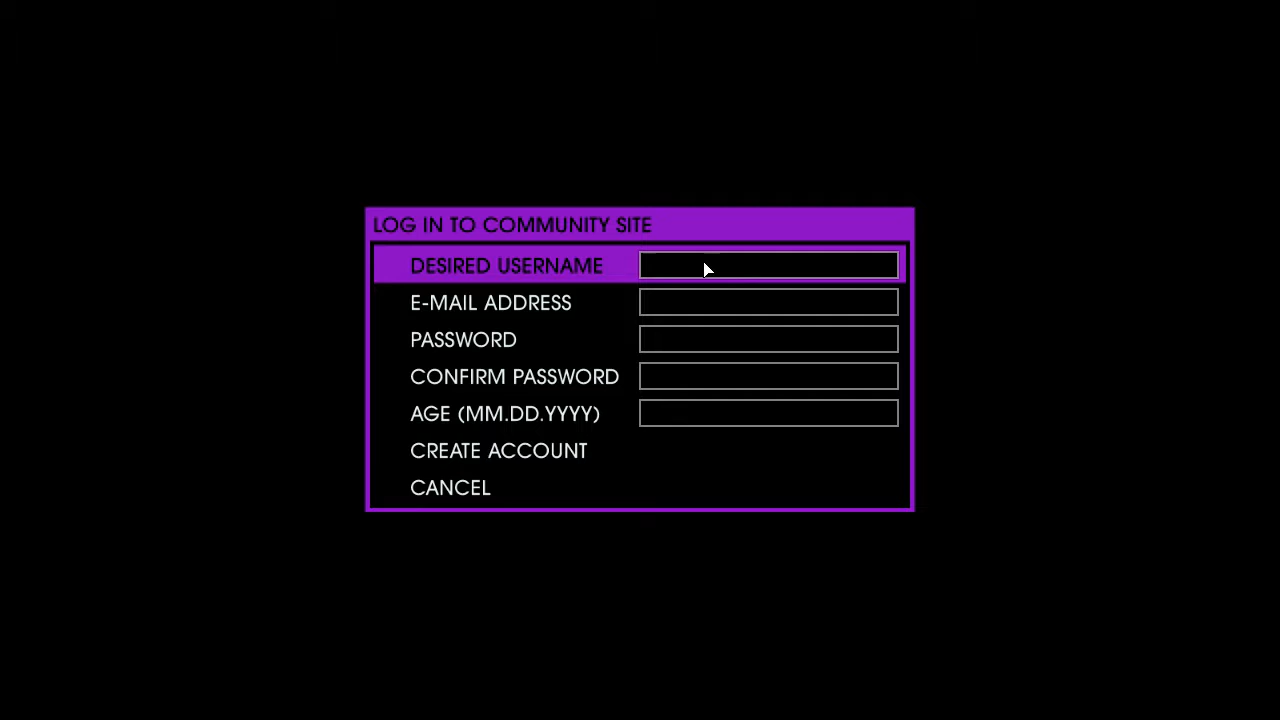 LOG IN TO COMMUNITY SITE
DESIRED USERNAME
E-MAIL ADDRESS
PASSWORD
CONFIRM PASSWORD
AGE (MM.DD.YYYY)
CREATE ACCOUNT
CANCEL